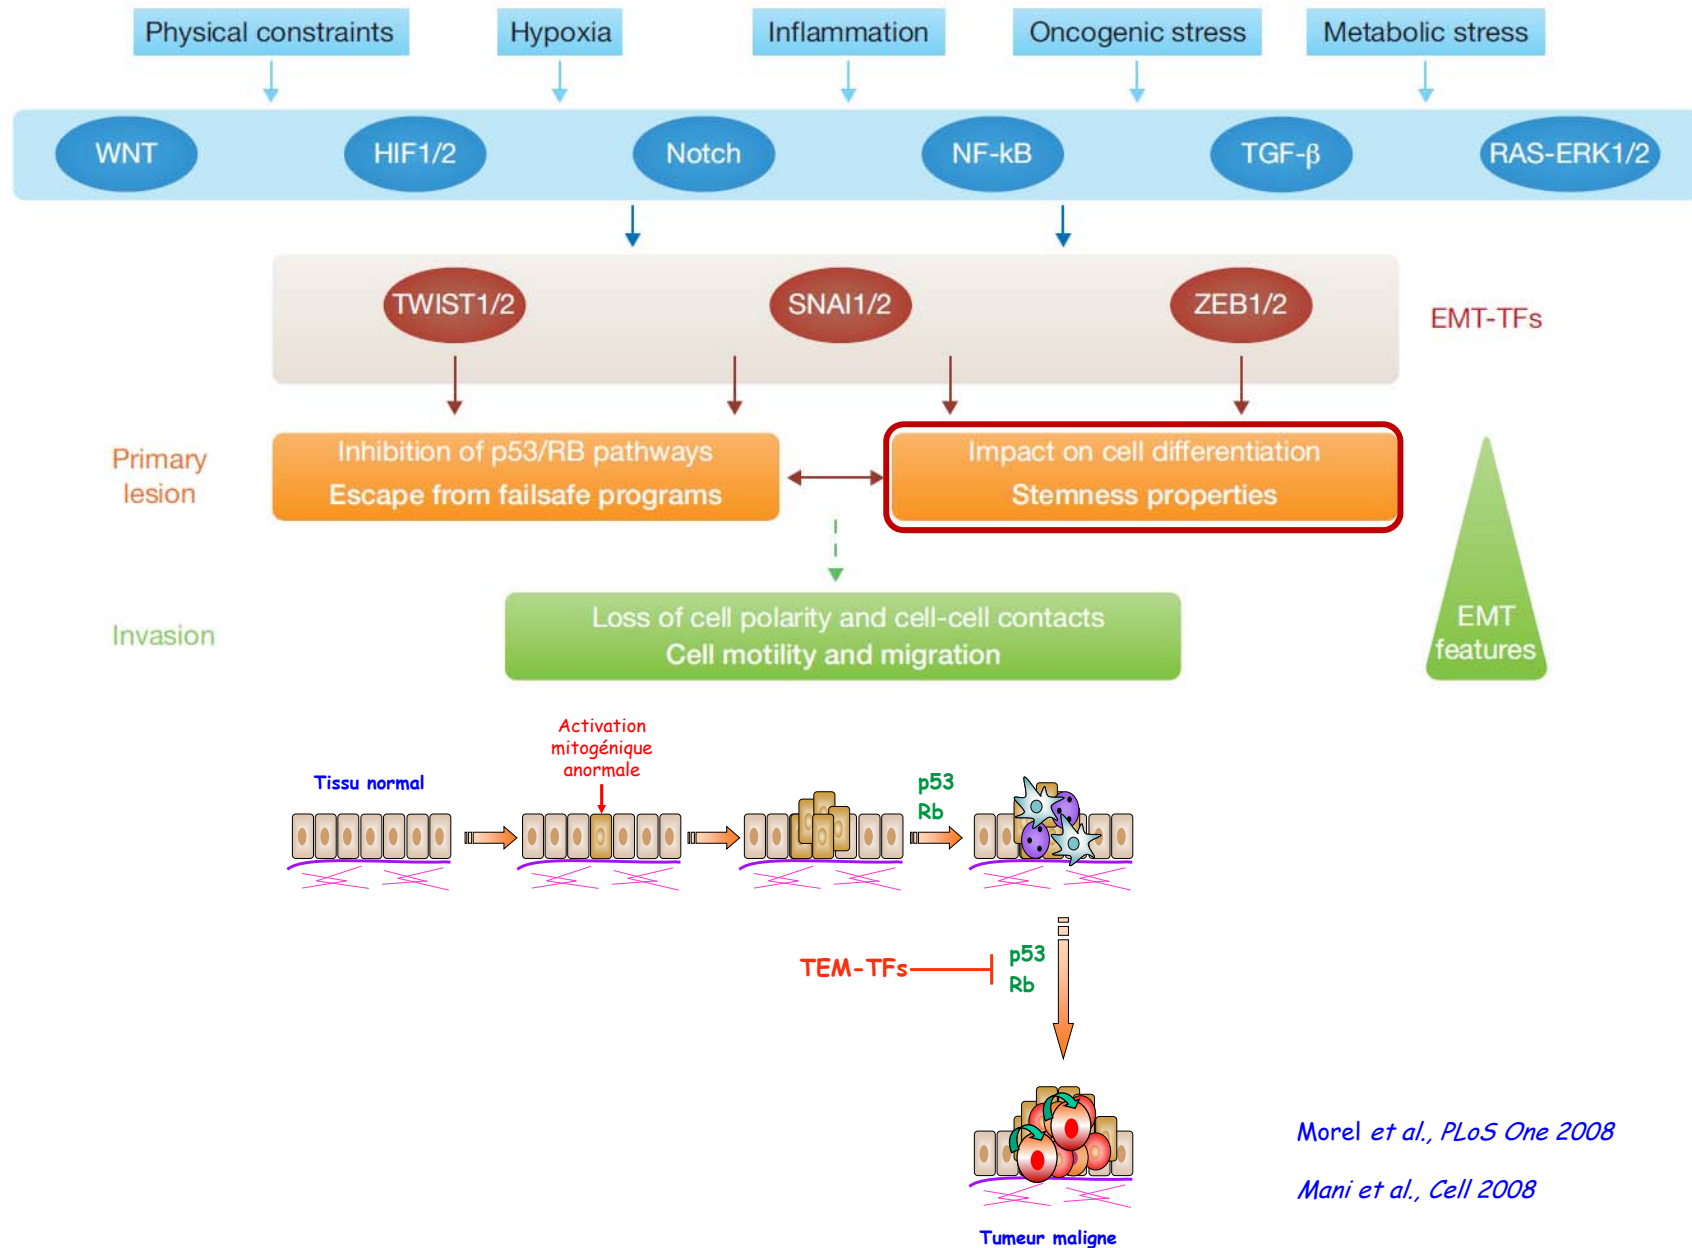 Physical constraints
Hypoxia
Inflammation
Oncogenic stress
Metabolic stress
WNT
HIF1/2
Notch
NF-kB
TGF-β
RAS-ERK1/2
TWIST1/2
SNAI1/2
ZEB1/2
EMT-TFs
Primary
lesion
Inhibition of p53/RB pathways
Escape from failsafe programs
Impact on cell differentiation
Stemness properties
Invasion
Loss of cell polarity and cell-cell contacts
Cell motility and migration
EMT
features
Tissu normal
Activation
mitogénique
anormale
p53
Rb
TEM-TFs
p53
Rb
Tumeur maligne
Morel et al., PLoS One 2008
Mani et al., Cell 2008